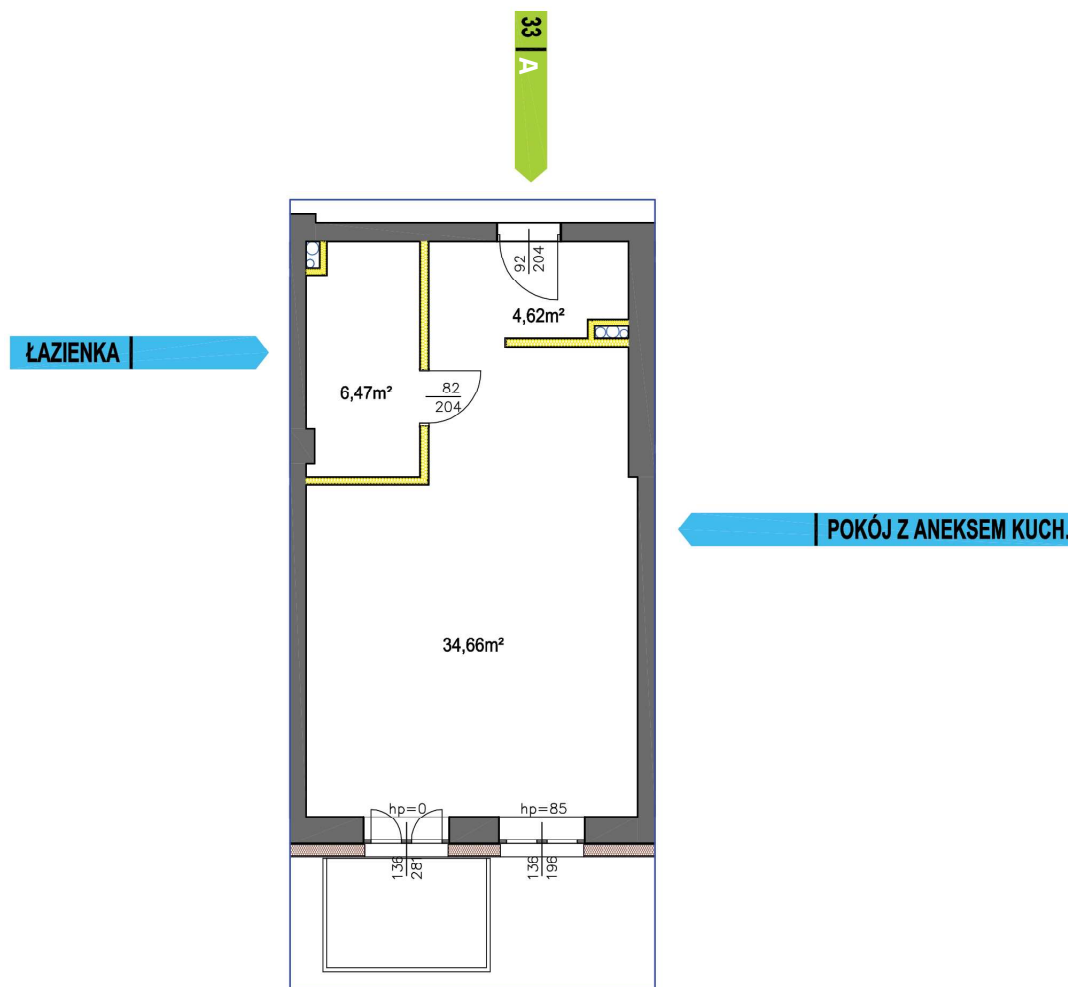 33 A
92
204
4,62m²
ŁAZIENKA
6,47m²
82
204
POKÓJ Z ANEKSEM KUCH.
34,66m²
hp=0
hp=85
136
281
136
196